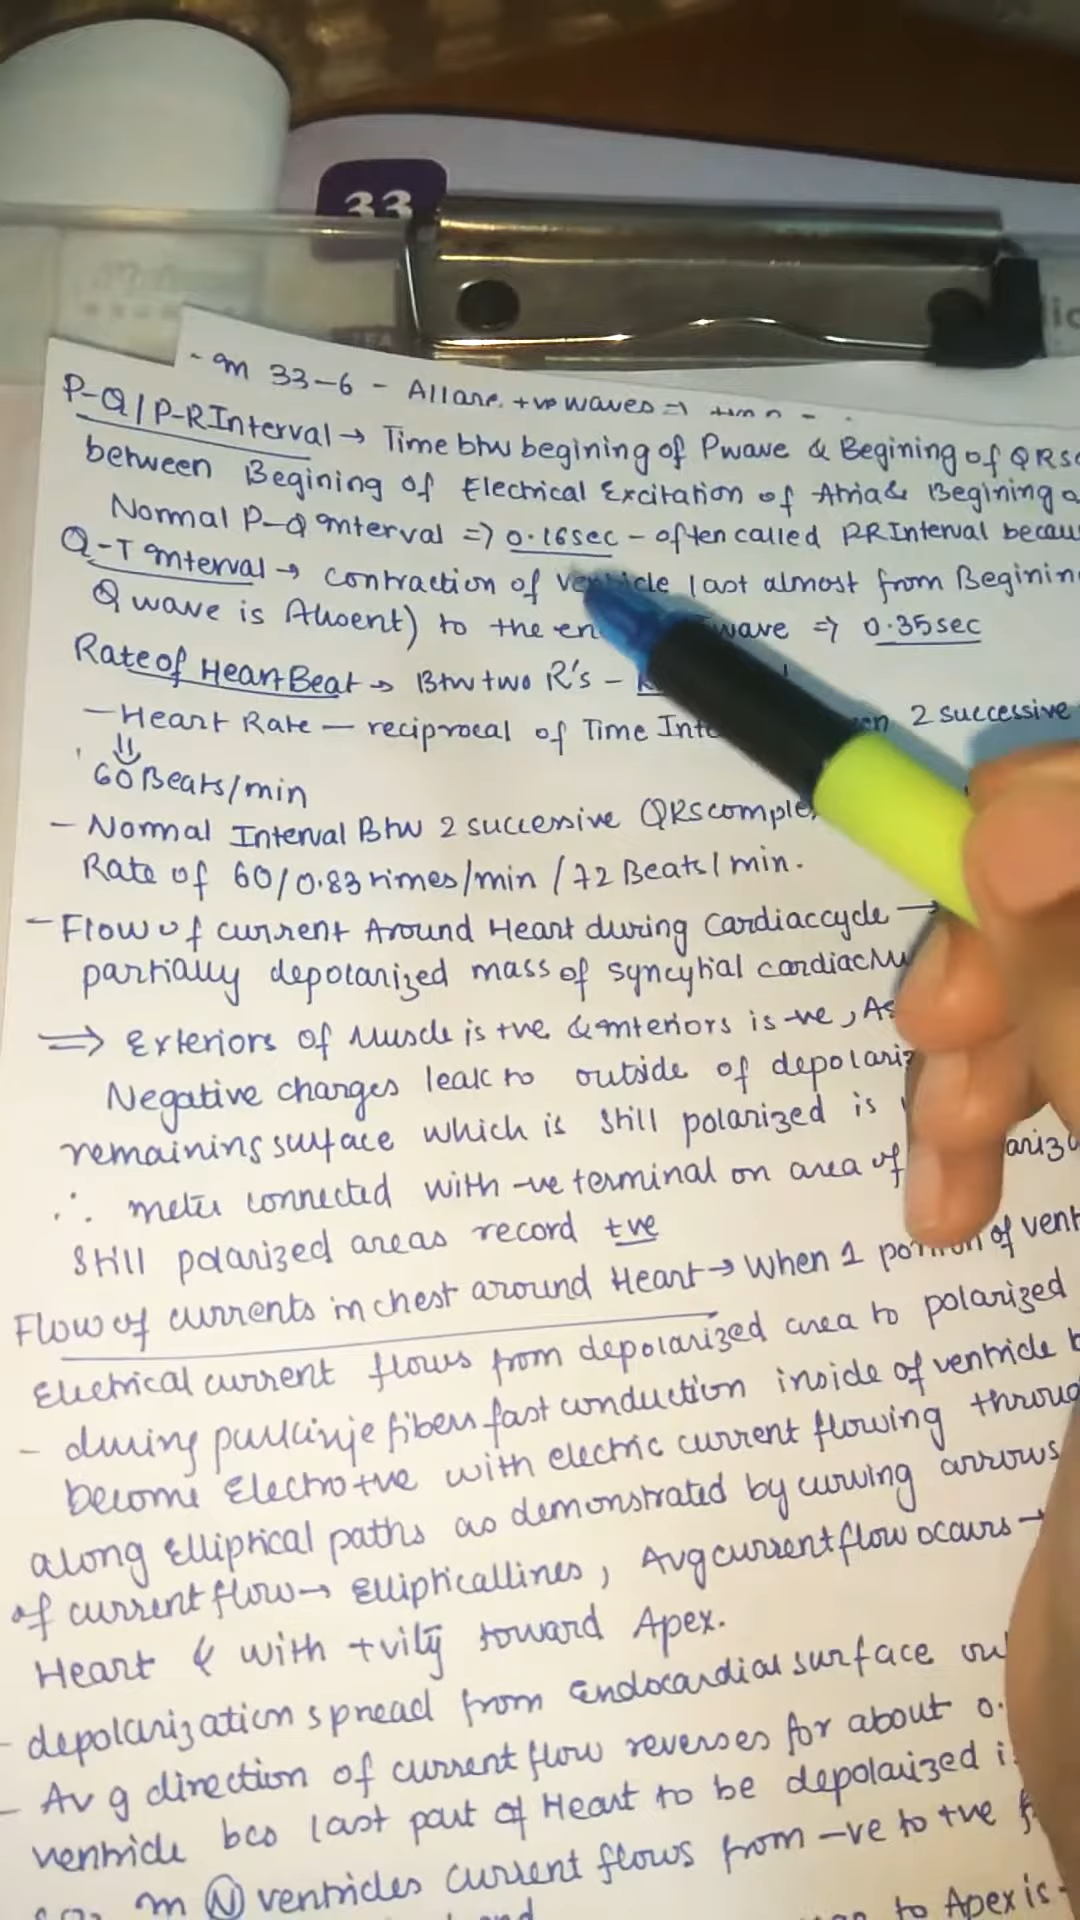 33
- In 33-6 - All are +ve waves ⇒
P-Q/P-R Interval → Time btw begining of P wave & Begining of QRS
between Begining of Electrical Excitation of Atria & Begining
Normal P-Q Interval ⇒ 0.16sec - often called PR Interval
Q-T Interval → contraction of ventricle last almost from
Q wave is Absent) to the wave ⇒ 0.35sec
Rate of Heart Beat → Btw two R's -
- Heart Rate - reciprocal of Time 2 successive
⇓
60 Beats/min
- Normal Interval Btw 2 successive QRS
Rate of 60/0.83 times/min / 72 Beats/min.
- Flow of current Around Heart during Cardiac cycle →
partially depolarized mass of syncytial cardiac
⇒ Exteriors of Muscle is +ve & Interiors is -ve, As
Negative charges leak to outside of
remaining surface which is still polarized is
∴ meter connected with -ve terminal on area of
Still polarized areas record +ve
Flow of currents in chest around Heart → When 1 portion of
Electrical current flows from depolarized area to polarized
- during purkinje fibers fast conduction inside of ventricle
become Electro+ve with electric current flowing
along Elliptical paths as demonstrated by curving arrows
of current flow → Ellipticallines, Avg current flow occurs →
Heart & with +vity toward Apex.
- depolarization spread from Endocardial surface
- Avg direction of current flow reverses for about
ventricle bcs last part of Heart to be depolarized
in Ⓝ ventricles current flows from -ve to +ve
to Apex is